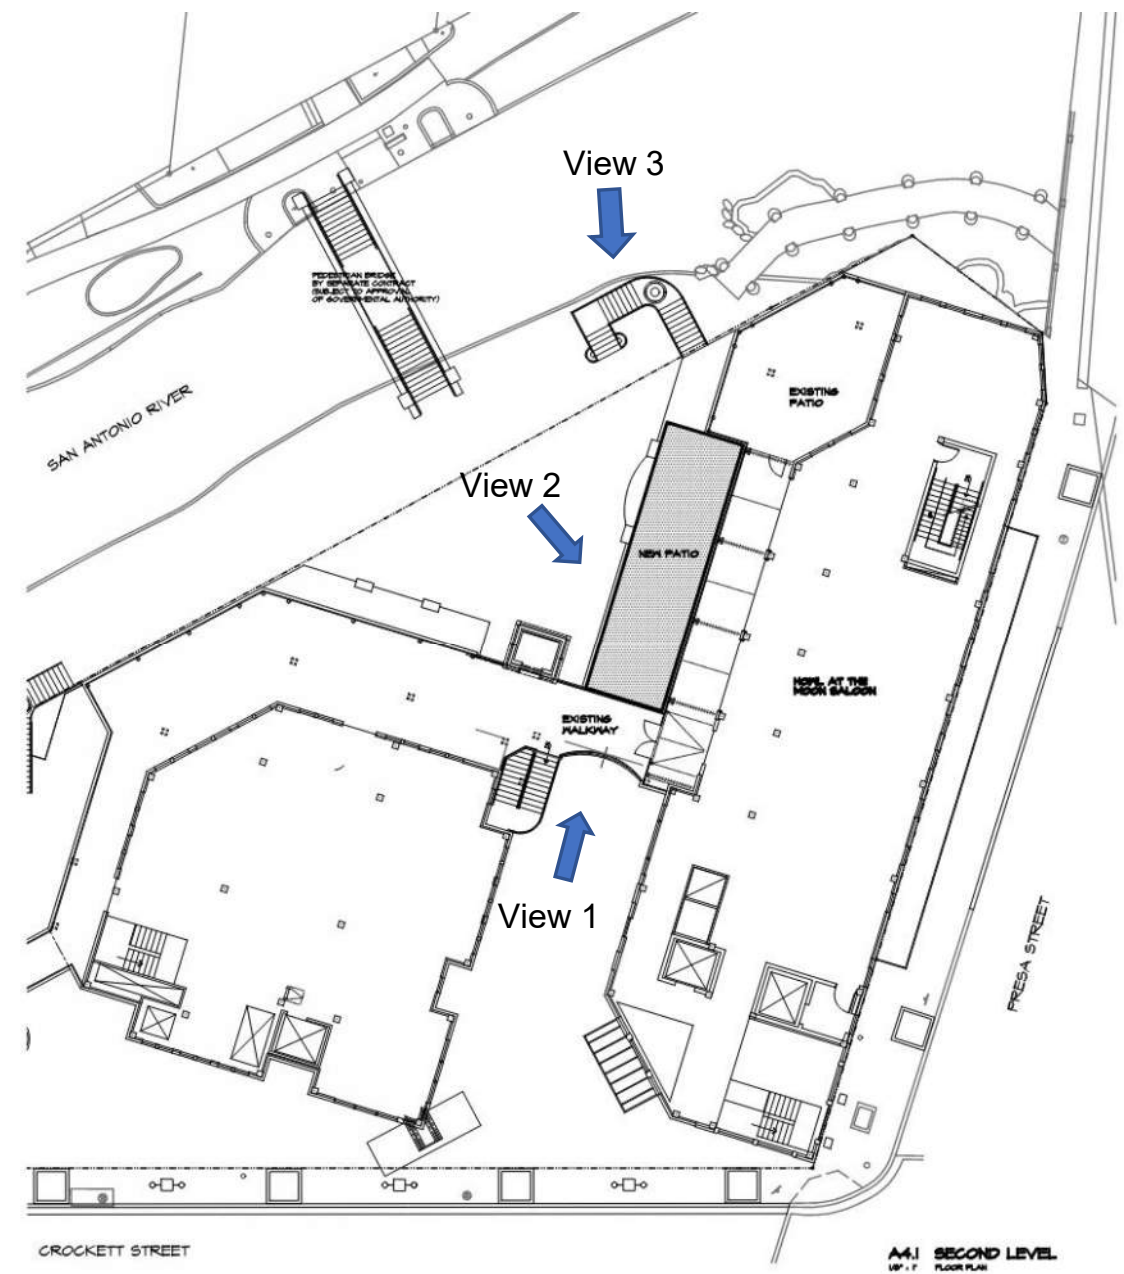 View 3
PEDESTRIAN BRIDGE
BY SEPARATE CONTRACT
(SUBJECT TO APPROVAL
OF GOVERNMENTAL AUTHORITY)
EXISTING
PATIO
SAN ANTONIO RIVER
View 2
NEW PATIO
HOWL AT THE
MOON SALOON
EXISTING
WALKWAY
View 1
PRESA STREET
CROCKETT STREET
A4.1 SECOND LEVEL
FLOOR PLAN